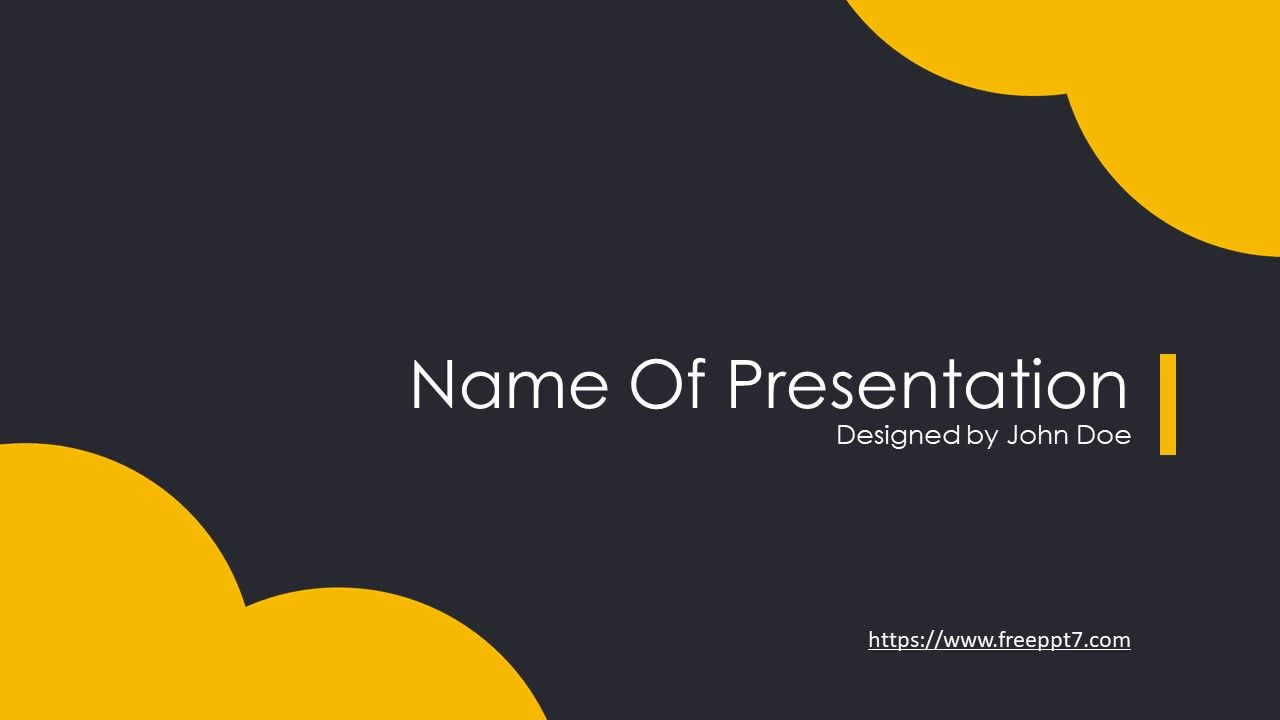 Name Of Presentation
Designed by John Doe
https://www.freeppt7.com